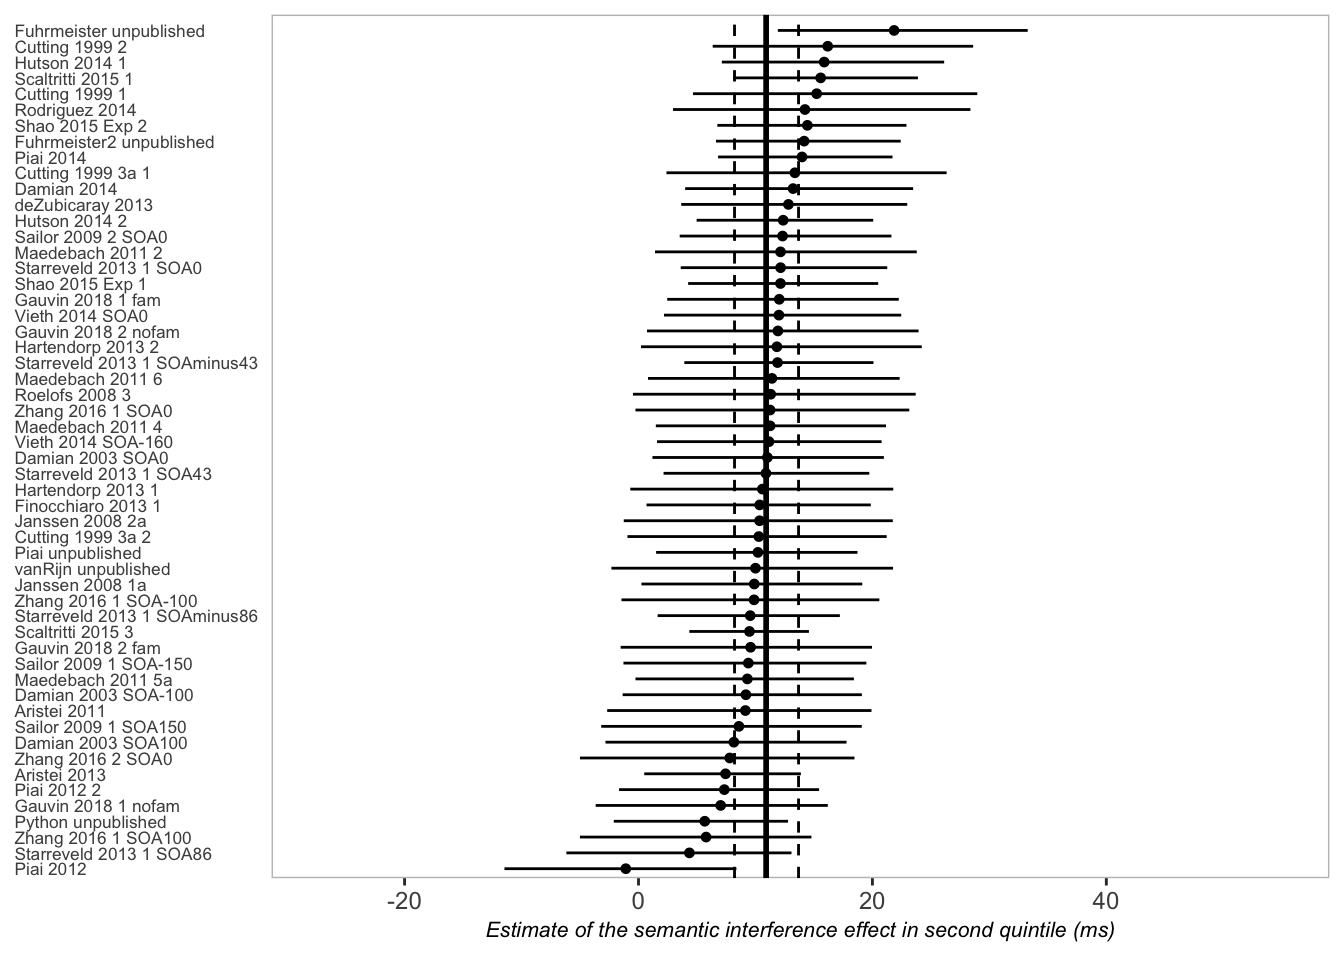 Fuhrmeister unpublished
Cutting 1999 2
Hutson 2014 1
Scaltritti 2015 1
Cutting 1999 1
Rodriguez 2014
Shao 2015 Exp 2
Fuhrmeister2 unpublished
Piai 2014
Cutting 1999 3a 1
Damian 2014
deZubicaray 2013
Hutson 2014 2
Sailor 2009 2 SOA0
Maedebach 2011 2
Starreveld 2013 1 SOA0
Shao 2015 Exp 1
Gauvin 2018 1 fam
Vieth 2014 SOA0
Gauvin 2018 2 nofam
Hartendorp 2013 2
Starreveld 2013 1 SOAminus43
Maedebach 2011 6
Roelofs 2008 3
Zhang 2016 1 SOA0
Maedebach 2011 4
Vieth 2014 SOA-160
Damian 2003 SOA0
Starreveld 2013 1 SOA43
Hartendorp 2013 1
Finocchiaro 2013 1
Janssen 2008 2a
Cutting 1999 3a 2
Piai unpublished
vanRijn unpublished
Janssen 2008 1a
Zhang 2016 1 SOA-100
Starreveld 2013 1 SOAminus86
Scaltritti 2015 3
Gauvin 2018 2 fam
Sailor 2009 1 SOA-150
Maedebach 2011 5a
Damian 2003 SOA-100
Aristei 2011
Sailor 2009 1 SOA150
Damian 2003 SOA100
Zhang 2016 2 SOA0
Aristei 2013
Piai 2012 2
Gauvin 2018 1 nofam
Python unpublished
Zhang 2016 1 SOA100
Starreveld 2013 1 SOA86
Piai 2012
-20 0 20 40
Estimate of the semantic interference effect in second quintile (ms)